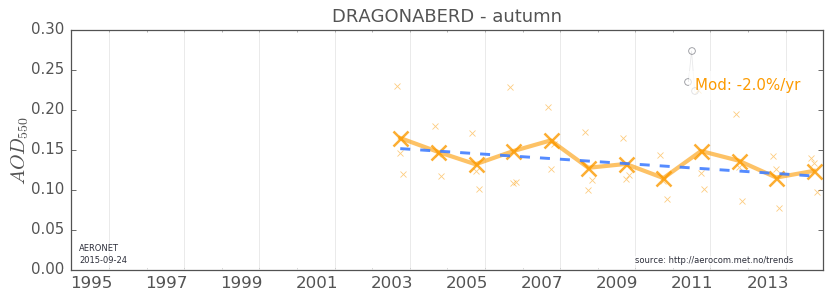 DRAGONABERD - autumn
0.30
0.25
0.20
0.15
0.10
0.05
0.00
AOD550
Mod: -2.0%/yr
AERONET
2015-09-24
source: http://aerocom.met.no/trends
1995 1997 1999 2001 2003 2005 2007 2009 2011 2013